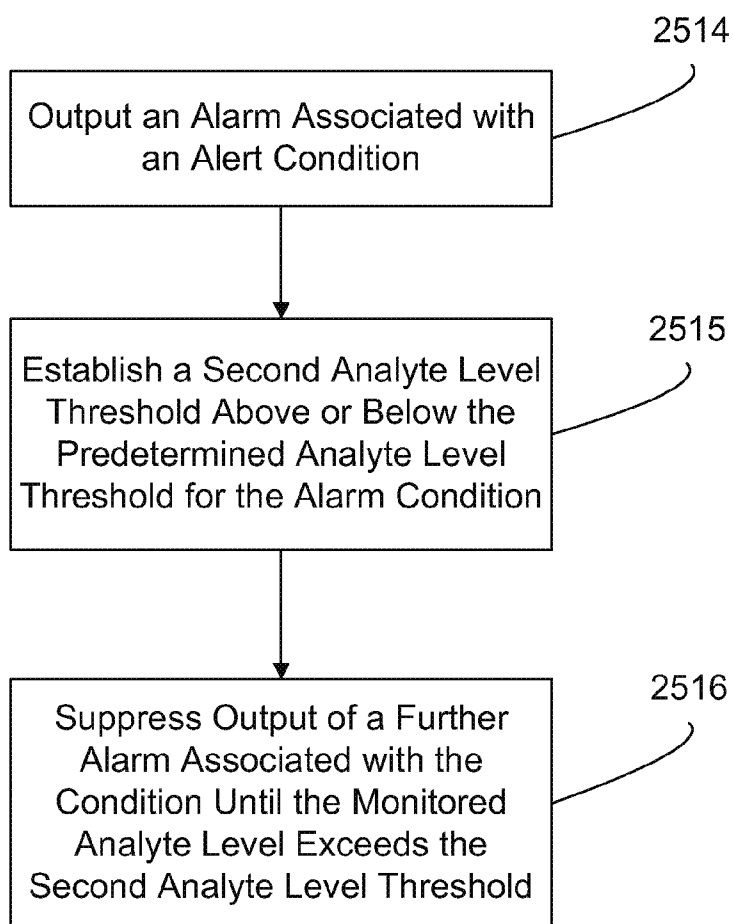 2514
Output an Alarm Associated with
an Alert Condition
2515
Establish a Second Analyte Level
Threshold Above or Below the
Predetermined Analyte Level
Threshold for the Alarm Condition
2516
Suppress Output of a Further
Alarm Associated with the
Condition Until the Monitored
Analyte Level Exceeds the
Second Analyte Level Threshold